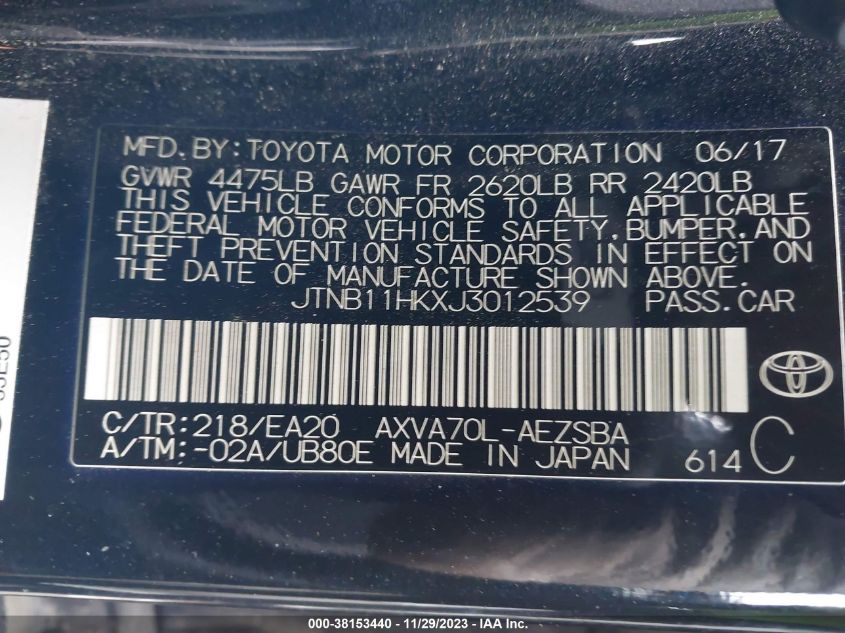 MFD.BY:TOYOTA MOTOR CORPORATION 06/17
GVWR 4475LB GAWR FR 2620LB RR 2420LB
THIS VEHICLE CONFORMS TO ALL APPLICABLE
FEDERAL MOTOR VEHICLE SAFETY,BUMPER,AND
THEFT PREVENTION STANDARDS IN EFFECT ON
THE DATE OF MANUFACTURE SHOWN ABOVE.
JTNB11HKXJ3012539 PASS.CAR
C/TR:218/EA20 AXVA70L-AEZSBA
A/TM:-02A/UB80E MADE IN JAPAN 614 C
000-38153440 - 11/29/2023 - IAA Inc.